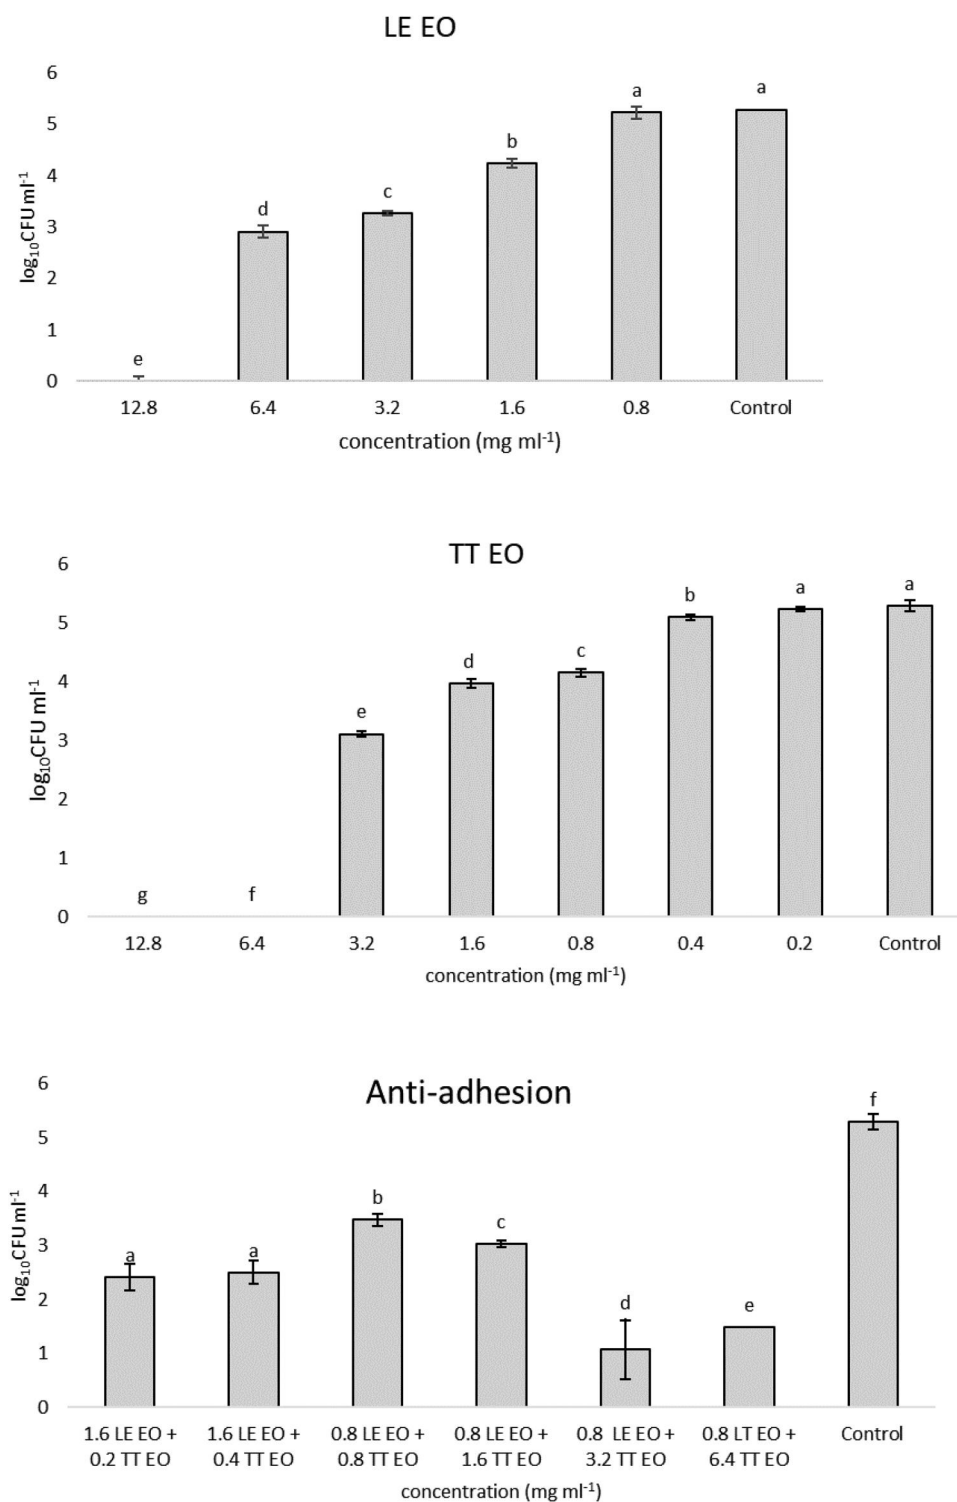 LE EO
6
5
4
3
2
1
0
log₁₀CFU ml⁻¹
e
d
c
b
a
a
12.8 6.4 3.2 1.6 0.8 Control
concentration (mg ml⁻¹)
TT EO
6
5
4
3
2
1
0
log₁₀CFU ml⁻¹
g
f
e
d
c
b
a
a
12.8 6.4 3.2 1.6 0.8 0.4 0.2 Control
concentration (mg ml⁻¹)
Anti-adhesion
6
5
4
3
2
1
0
log₁₀CFU ml⁻¹
a
a
b
c
d
e
f
1.6 LE EO +
0.2 TT EO
1.6 LE EO +
0.4 TT EO
0.8 LE EO +
0.8 TT EO
0.8 LE EO +
1.6 TT EO
0.8 LE EO +
3.2 TT EO
0.8 LT EO +
6.4 TT EO
Control
concentration (mg ml⁻¹)